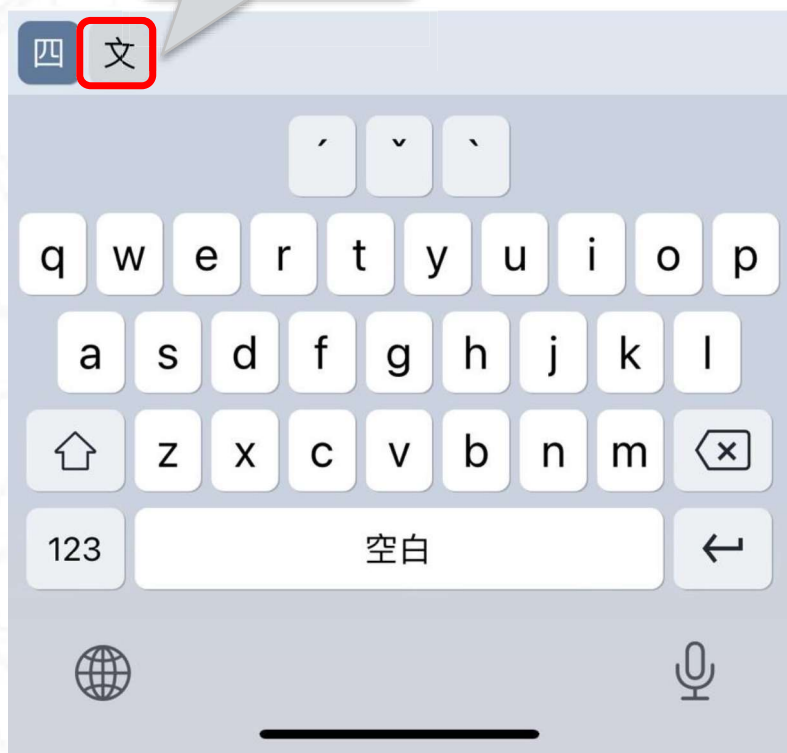 四 文
ˊ ˇ ˋ
q w e r t y u i o p
a s d f g h j k l
z x c v b n m
123 空白